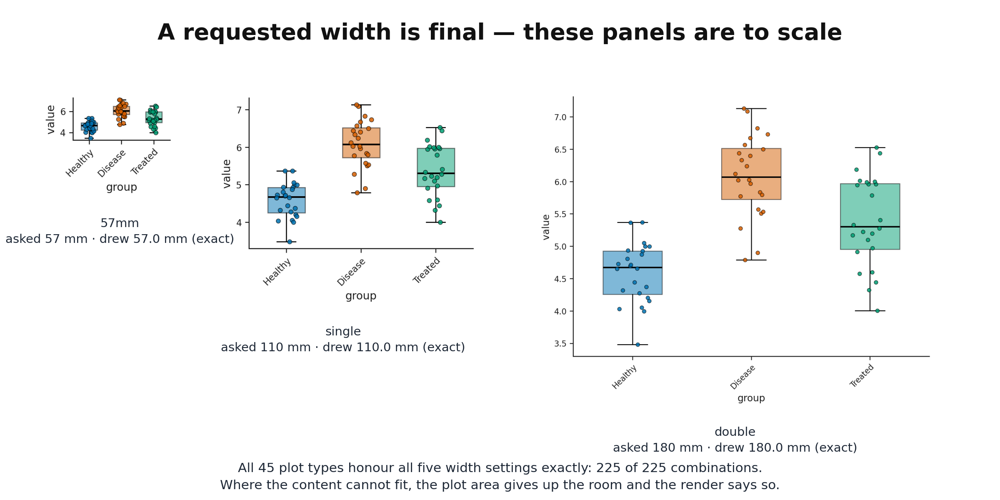 A requested width is final — these panels are to scale
value
6
4
Healthy
Disease
Treated
group
57mm
asked 57 mm · drew 57.0 mm (exact)
value
7
6
5
4
Healthy
Disease
Treated
group
single
asked 110 mm · drew 110.0 mm (exact)
value
7.0
6.5
6.0
5.5
5.0
4.5
4.0
3.5
Healthy
Disease
Treated
group
double
asked 180 mm · drew 180.0 mm (exact)
All 45 plot types honour all five width settings exactly: 225 of 225 combinations.
Where the content cannot fit, the plot area gives up the room and the render says so.